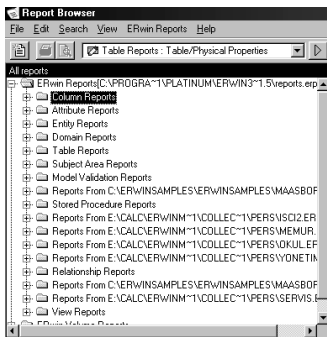 Report Browser
File Edit Search View ERwin Reports Help
Table Reports : Table/Physical Properties
All reports
ERwin Reports[C:\PROGRA~1\PLATINUM\ERWIN3~1.5\reports.erp
Column Reports
Attribute Reports
Entity Reports
Domain Reports
Table Reports
Subject Area Reports
Model Validation Reports
Reports From C:\ERWINSAMPLES\ERWINSAMPLES\MAASBOF
Stored Procedure Reports
Reports From E:\CALC\ERWINM~1\COLLEC~1\PERS\ISCI2.ER
Reports From E:\CALC\ERWINM~1\COLLEC~1\PERS\MEMUR.
Reports From E:\CALC\ERWINM~1\COLLEC~1\PERS\OKUL.EF
Reports From E:\CALC\ERWINM~1\COLLEC~1\PERS\YONETIM
Relationship Reports
Reports From C:\ERWINSAMPLES\ERWINSAMPLES\MAASBOF
Reports From E:\CALC\ERWINM~1\COLLEC~1\PERS\SERVIS.E
View Reports